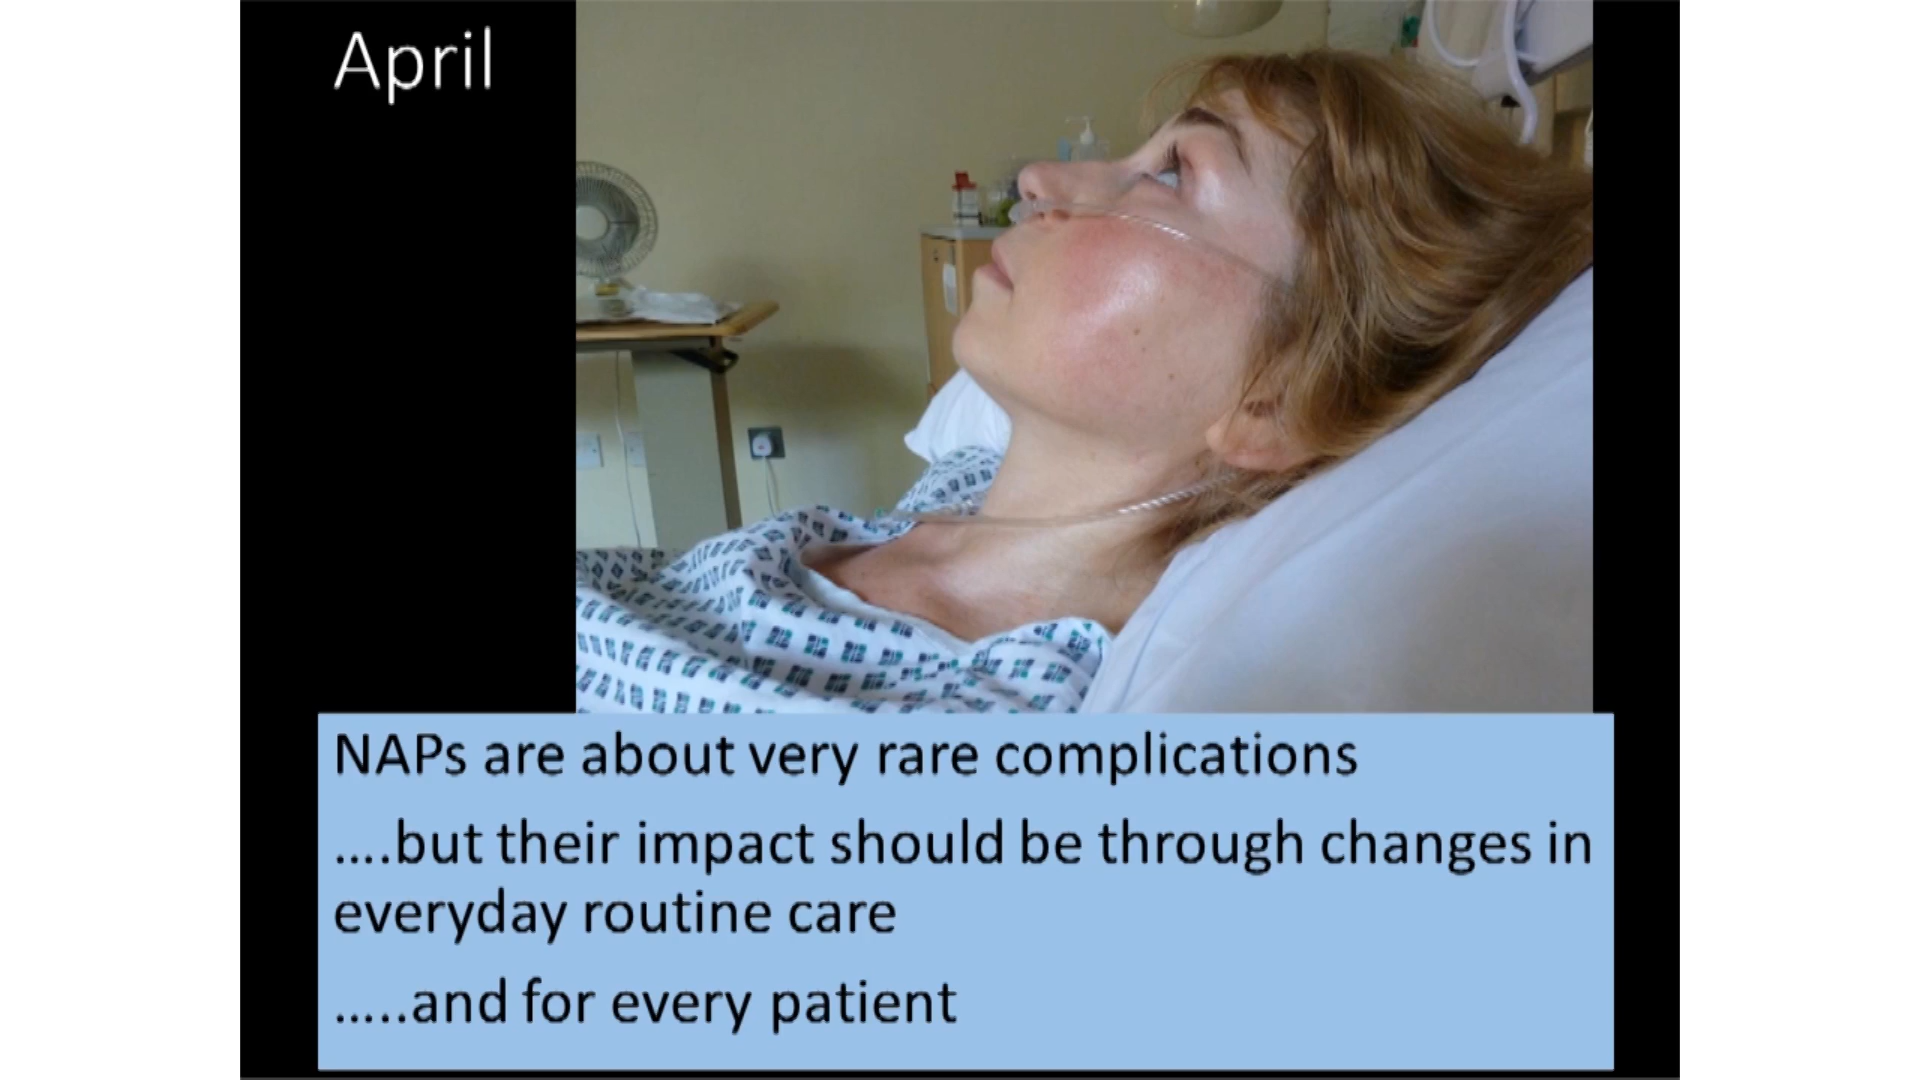 April
NAPs are about very rare complications
....but their impact should be through changes in
everyday routine care
.....and for every patient